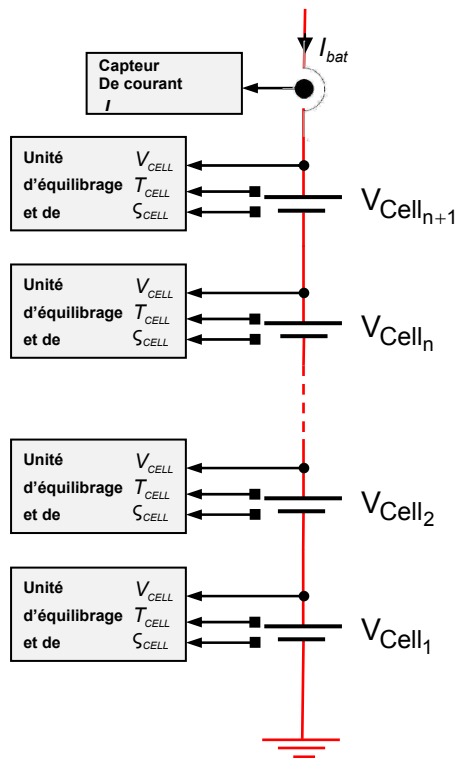 I_bat
Capteur
De courant
I
Unité V_CELL
d'équilibrage T_CELL
et de ς_CELL
V_Cell_n+1
Unité V_CELL
d'équilibrage T_CELL
et de ς_CELL
V_Cell_n
Unité V_CELL
d'équilibrage T_CELL
et de ς_CELL
V_Cell_2
Unité V_CELL
d'équilibrage T_CELL
et de ς_CELL
V_Cell_1